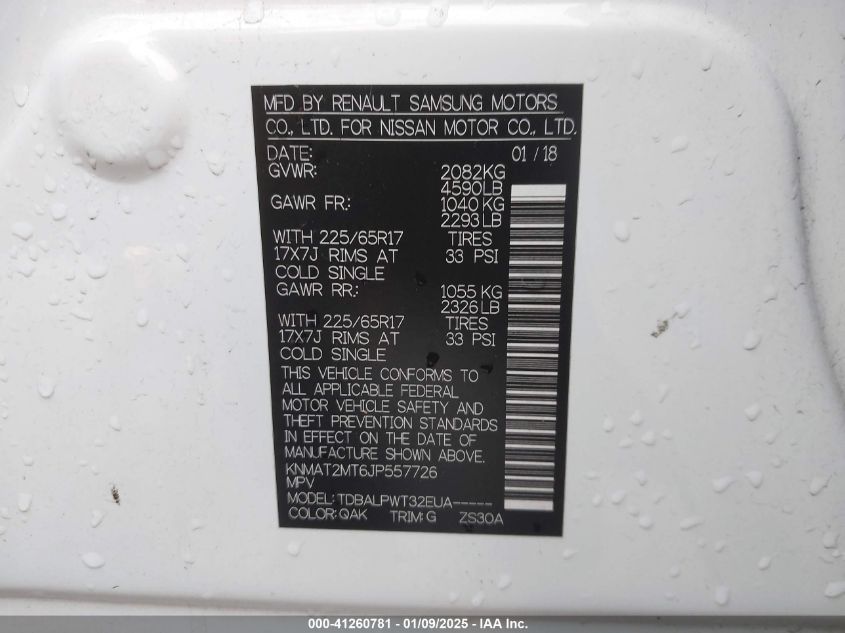 MFD BY RENAULT SAMSUNG MOTORS
CO., LTD. FOR NISSAN MOTOR CO., LTD.
DATE: 01 / 18
GVWR: 2082KG
4590LB
GAWR FR.: 1040 KG
2293 LB
WITH 225/65R17 TIRES
17X7J RIMS AT 33 PSI
COLD SINGLE
GAWR RR.: 1055 KG
2326 LB
WITH 225/65R17 TIRES
17X7J RIMS AT 33 PSI
COLD SINGLE
THIS VEHICLE CONFORMS TO
ALL APPLICABLE FEDERAL
MOTOR VEHICLE SAFETY AND
THEFT PREVENTION STANDARDS
IN EFFECT ON THE DATE OF
MANUFACTURE SHOWN ABOVE.
KNMAT2MT6JP557726
MPV
MODEL: TDBALPWT32EUA-----
COLOR: QAK TRIM: G ZS30A
000-41260781 - 01/09/2025 - IAA Inc.